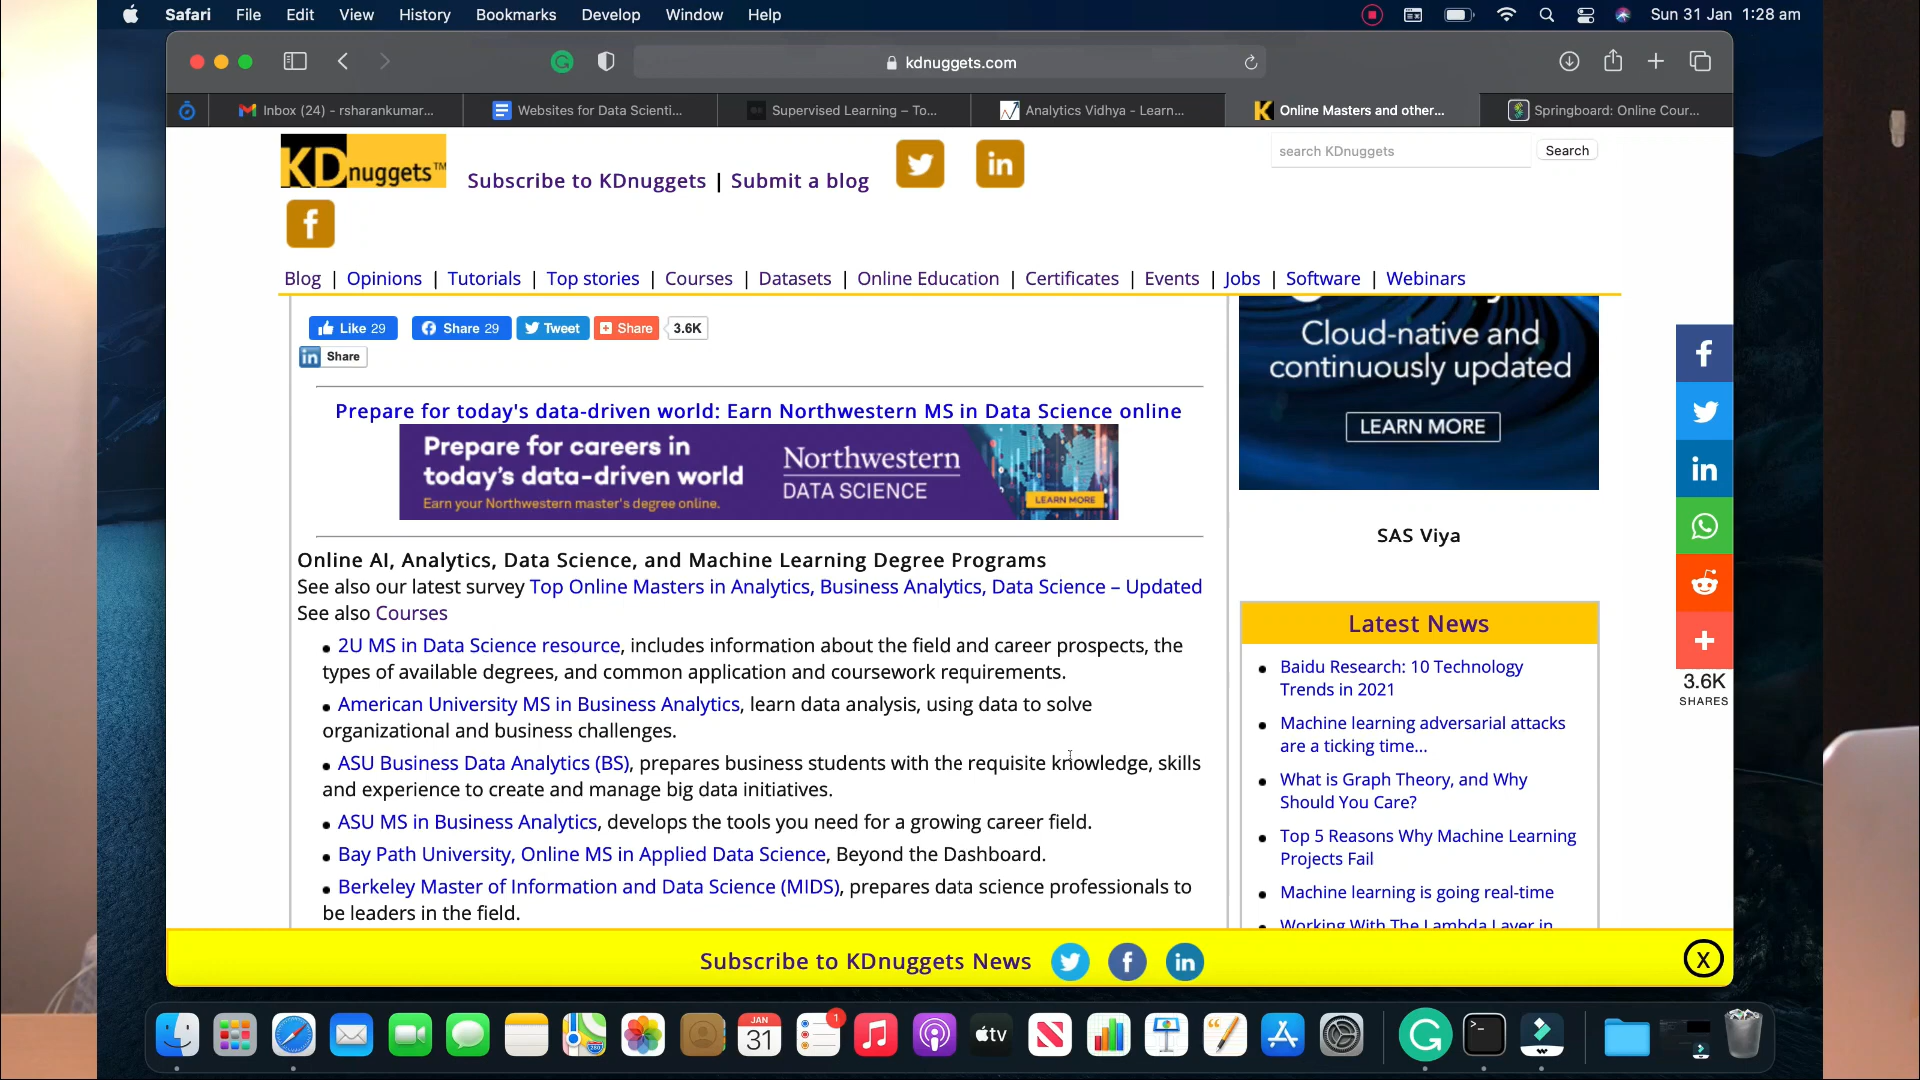 Safari File Edit View History Bookmarks Develop Window Help Sun 31 Jan 1:28 am
kdnuggets.com
Inbox (24) - rsharankumar... Websites for Data Scienti... Supervised Learning – To... Analytics Vidhya - Learn... Online Masters and other... Springboard: Online Cour...
KDnuggets™ Subscribe to KDnuggets | Submit a blog
search KDnuggets Search
Blog | Opinions | Tutorials | Top stories | Courses | Datasets | Online Education | Certificates | Events | Jobs | Software | Webinars
Like 29 Share 29 Tweet Share 3.6K
Share
Prepare for today's data-driven world: Earn Northwestern MS in Data Science online
Prepare for careers in
today's data-driven world
Earn your Northwestern master's degree online.
Northwestern
DATA SCIENCE
LEARN MORE
Online AI, Analytics, Data Science, and Machine Learning Degree Programs
See also our latest survey Top Online Masters in Analytics, Business Analytics, Data Science – Updated
See also Courses
2U MS in Data Science resource, includes information about the field and career prospects, the
types of available degrees, and common application and coursework requirements.
American University MS in Business Analytics, learn data analysis, using data to solve
organizational and business challenges.
ASU Business Data Analytics (BS), prepares business students with the requisite knowledge, skills
and experience to create and manage big data initiatives.
ASU MS in Business Analytics, develops the tools you need for a growing career field.
Bay Path University, Online MS in Applied Data Science, Beyond the Dashboard.
Berkeley Master of Information and Data Science (MIDS), prepares data science professionals to
be leaders in the field.
Cloud-native and
continuously updated
LEARN MORE
SAS Viya
Latest News
Baidu Research: 10 Technology
Trends in 2021
Machine learning adversarial attacks
are a ticking time...
What is Graph Theory, and Why
Should You Care?
Top 5 Reasons Why Machine Learning
Projects Fail
Machine learning is going real-time
Working With The Lambda Layer in
3.6K
SHARES
Subscribe to KDnuggets News
X
JAN
31
1
tv